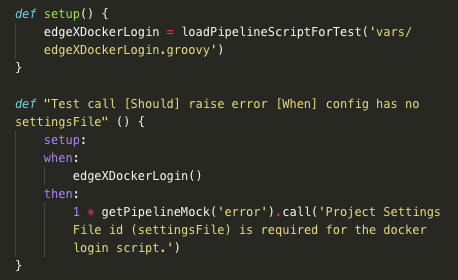 def setup() {
edgeXDockerLogin = loadPipelineScriptForTest('vars/
edgeXDockerLogin.groovy')
}
def "Test call [Should] raise error [When] config has no
settingsFile" () {
setup:
when:
edgeXDockerLogin()
then:
1 * getPipelineMock('error').call('Project Settings
File id (settingsFile) is required for the docker
login script.')
}